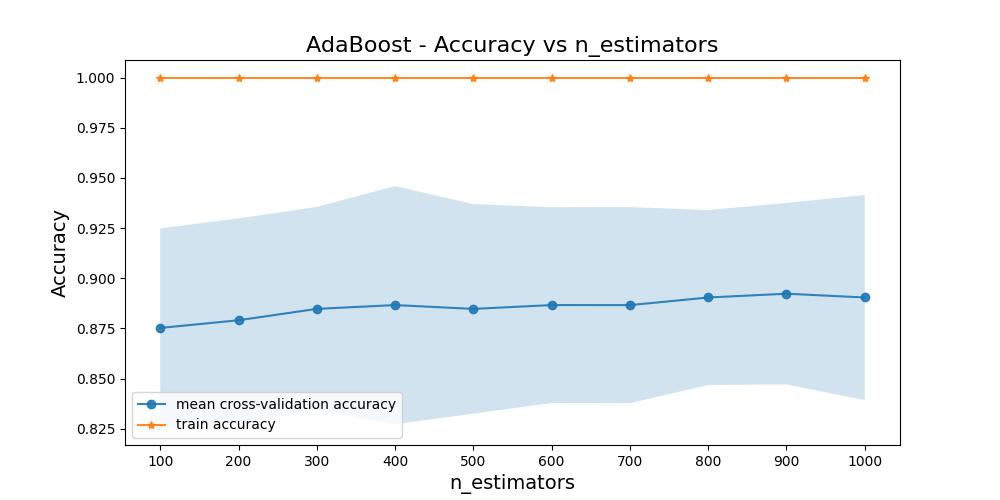 AdaBoost - Accuracy vs n_estimators
Accuracy
1.000
0.975
0.950
0.925
0.900
0.875
0.850
0.825
mean cross-validation accuracy
train accuracy
100 200 300 400 500 600 700 800 900 1000
n_estimators